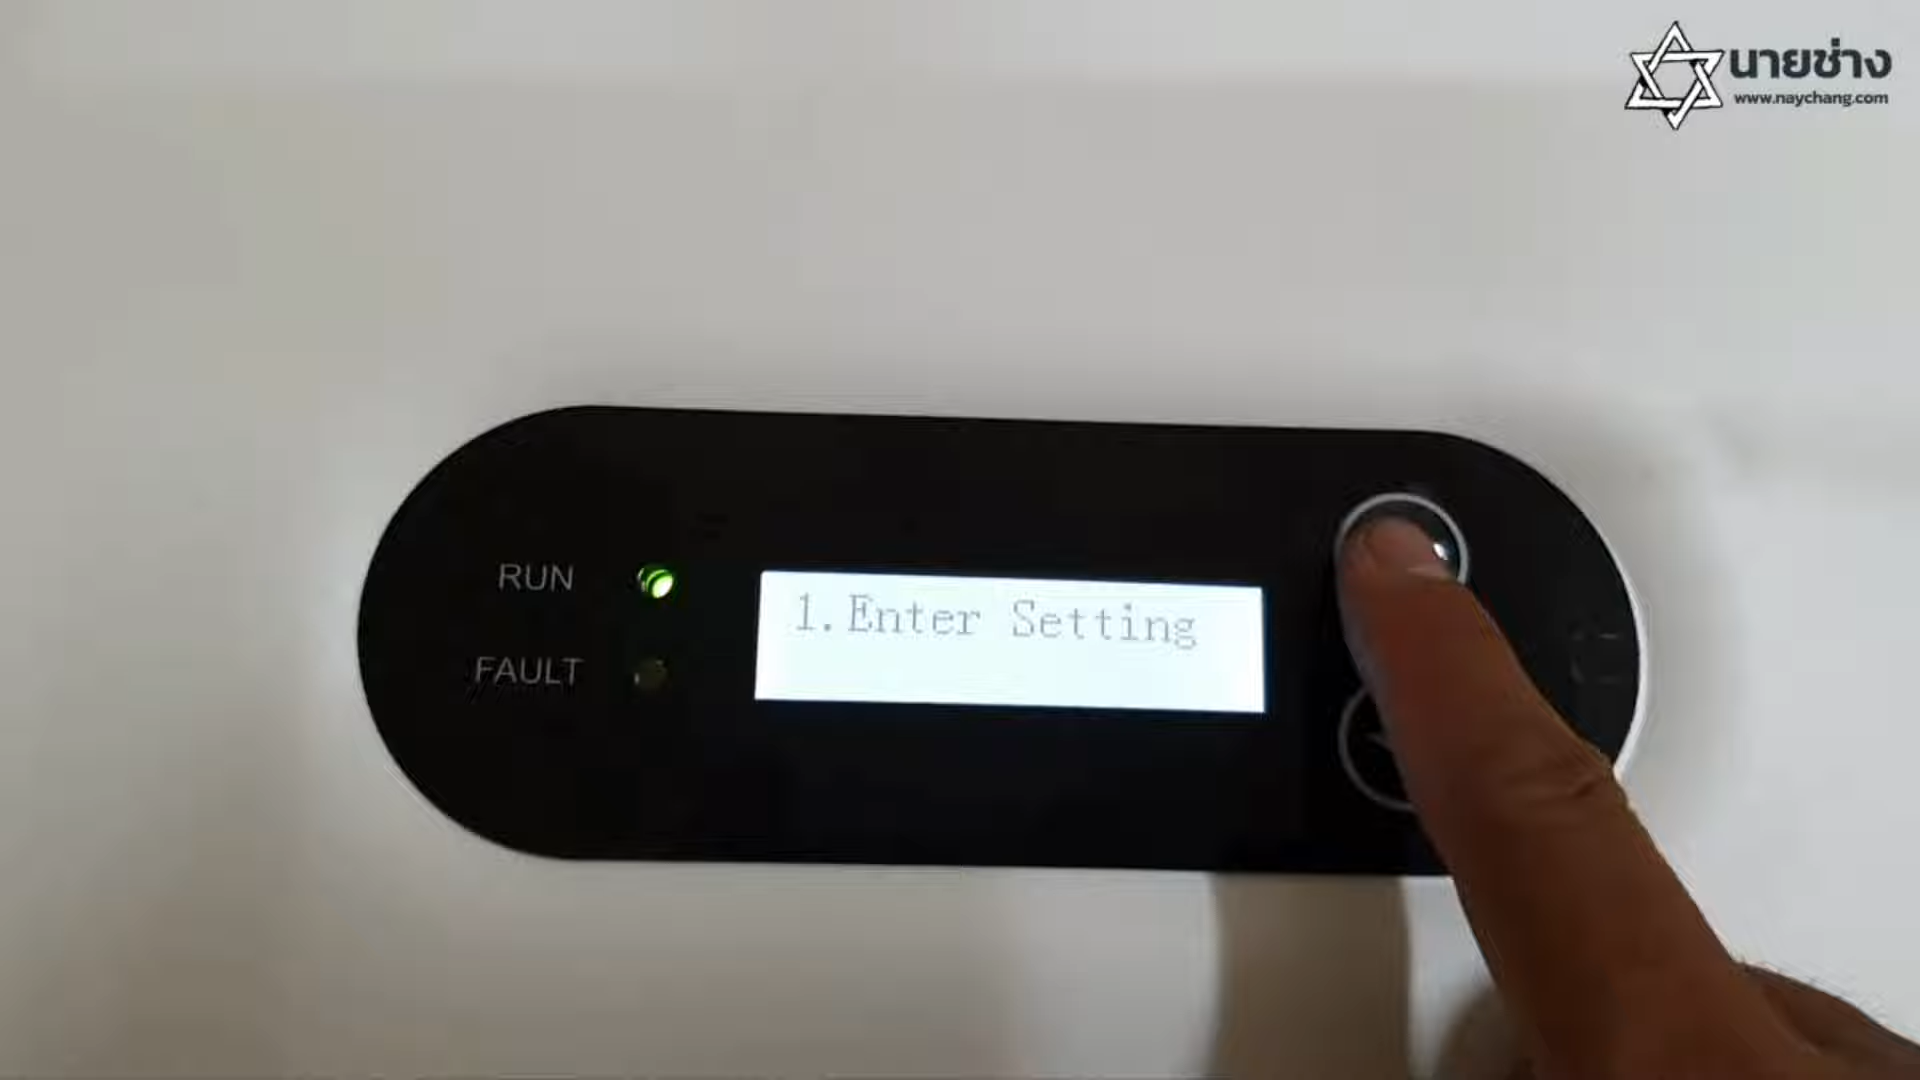 นายช่าง
www.naychang.com
RUN
1.Enter Setting
FAULT